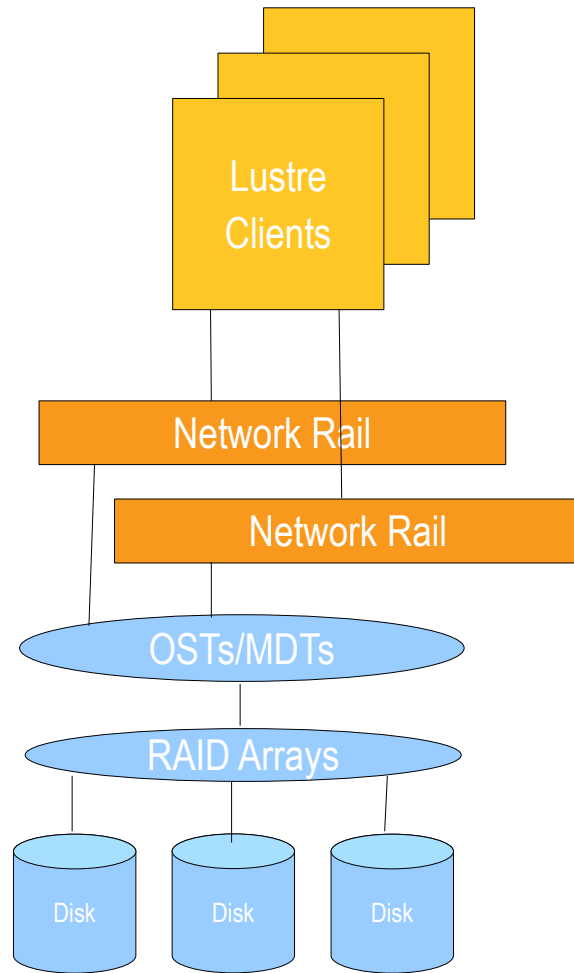 Lustre
Clients
Network Rail
Network Rail
OSTs/MDTs
RAID Arrays
Disk
Disk
Disk